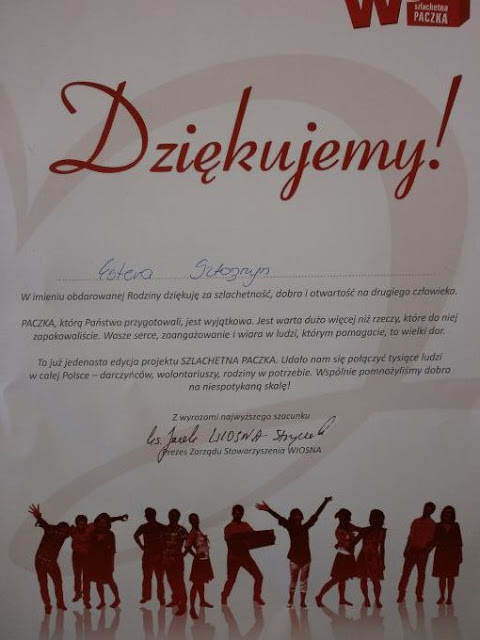 W
szlachetna
PACZKA
Dziękujemy!
Estera
W imieniu obdarowanej Rodziny dziękuję za szlachetność, dobro i otwartość na drugiego człowieka.
PACZKA, którą Państwo przygotowali, jest wyjątkowa. Jest warta dużo więcej niż rzeczy, które do niej
zapakowaliście. Wasze serce, zaangażowanie i wiara w ludzi, którym pomagacie, to wielki dar.
To już jedenasta edycja projektu SZLACHETNA PACZKA. Udało nam się połączyć tysiące ludzi
w całej Polsce – darczyńców, wolontariuszy, rodziny w potrzebie. Wspólnie pomnożyliśmy dobro
na niespotykaną skalę!
Z wyrazami najwyższego szacunku
ks. Jacek WIOSNA Stryczek
Prezes Zarządu Stowarzyszenia WIOSNA